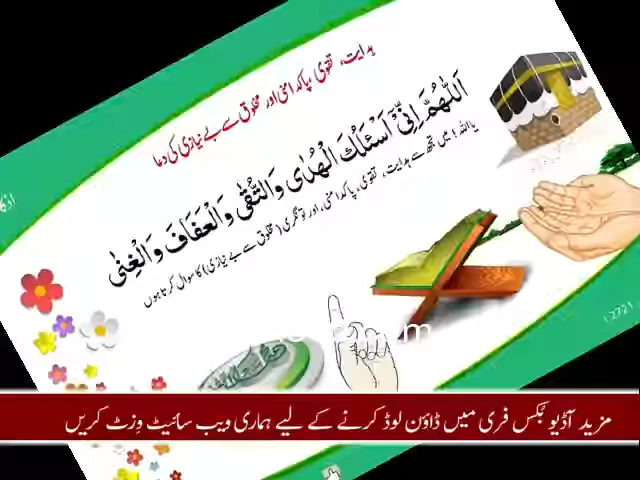 ہدایت، تقویٰ، پاکدامنی اور مخلوق سے بے نیازی کی دعا
اَللّٰهُمَّ اِنِّیْ اَسْئَلُكَ الْهُدٰی وَالتُّقٰی وَالْعَفَافَ وَالْغِنٰی
یا اللہ! میں تجھ سے ہدایت، تقویٰ، پاکدامنی، اور تونگری (مخلوق سے بے نیازی) کا سوال کرتا ہوں
2721)
مزید آڈیو بکس فری میں ڈاؤن لوڈ کرنے کے لیے ہماری ویب سائیٹ وِزٹ کریں